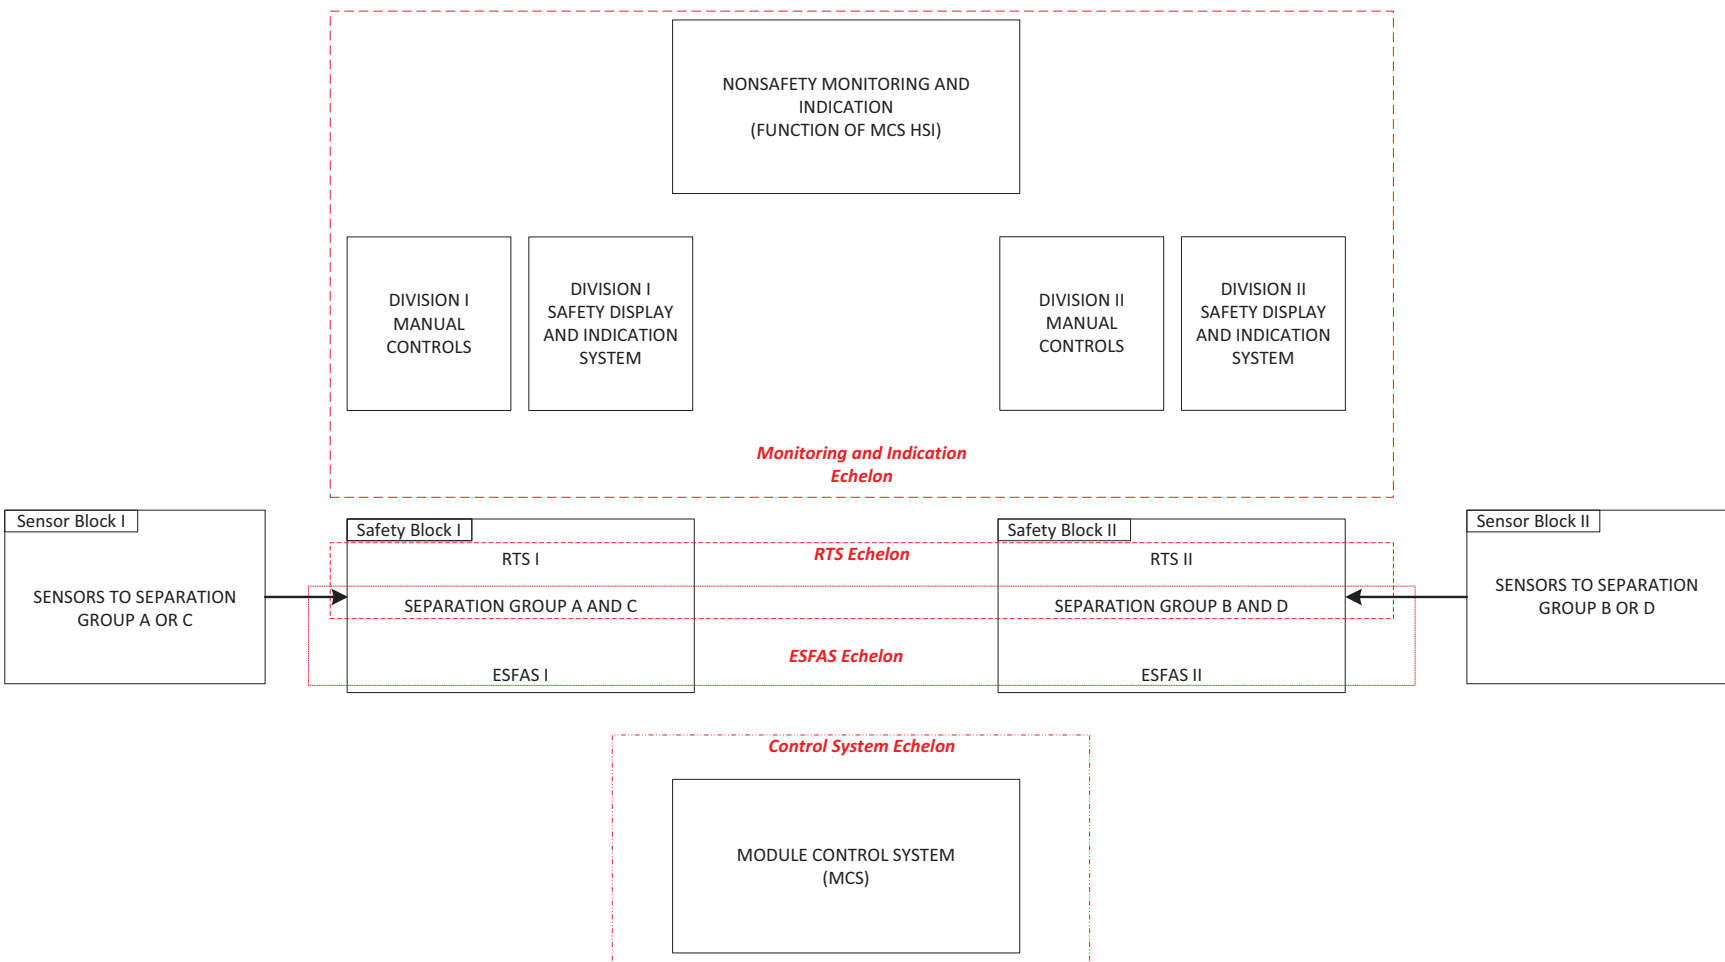 NONSAFETY MONITORING AND
INDICATION
(FUNCTION OF MCS HSI)
DIVISION I
MANUAL
CONTROLS
DIVISION I
SAFETY DISPLAY
AND INDICATION
SYSTEM
DIVISION II
MANUAL
CONTROLS
DIVISION II
SAFETY DISPLAY
AND INDICATION
SYSTEM
Monitoring and Indication
Echelon
Sensor Block I
SENSORS TO SEPARATION
GROUP A OR C
Safety Block I
RTS I
SEPARATION GROUP A AND C
ESFAS I
RTS Echelon
ESFAS Echelon
Safety Block II
RTS II
SEPARATION GROUP B AND D
ESFAS II
Sensor Block II
SENSORS TO SEPARATION
GROUP B OR D
Control System Echelon
MODULE CONTROL SYSTEM
(MCS)